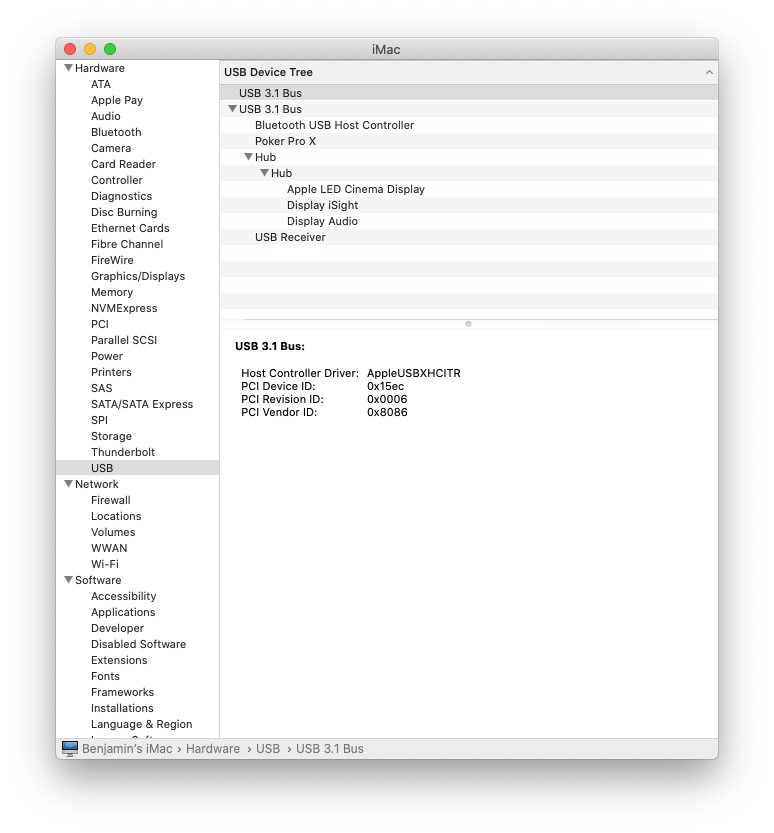 iMac
Hardware
ATA
Apple Pay
Audio
Bluetooth
Camera
Card Reader
Controller
Diagnostics
Disc Burning
Ethernet Cards
Fibre Channel
FireWire
Graphics/Displays
Memory
NVMExpress
PCI
Parallel SCSI
Power
Printers
SAS
SATA/SATA Express
SPI
Storage
Thunderbolt
USB
Network
Firewall
Locations
Volumes
WWAN
Wi-Fi
Software
Accessibility
Applications
Developer
Disabled Software
Extensions
Fonts
Frameworks
Installations
Language & Region
USB Device Tree
USB 3.1 Bus
USB 3.1 Bus
Bluetooth USB Host Controller
Poker Pro X
Hub
Hub
Apple LED Cinema Display
Display iSight
Display Audio
USB Receiver
USB 3.1 Bus:
Host Controller Driver: AppleUSBXHCITR
PCI Device ID: 0x15ec
PCI Revision ID: 0x0006
PCI Vendor ID: 0x8086
Benjamin's iMac › Hardware › USB › USB 3.1 Bus